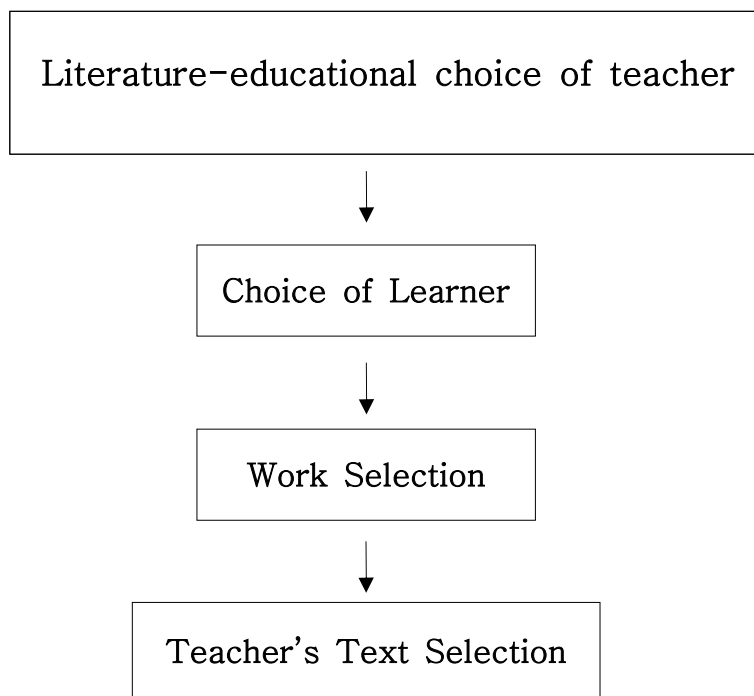 Literature-educational choice of teacher
Choice of Learner
Work Selection
Teacher's Text Selection